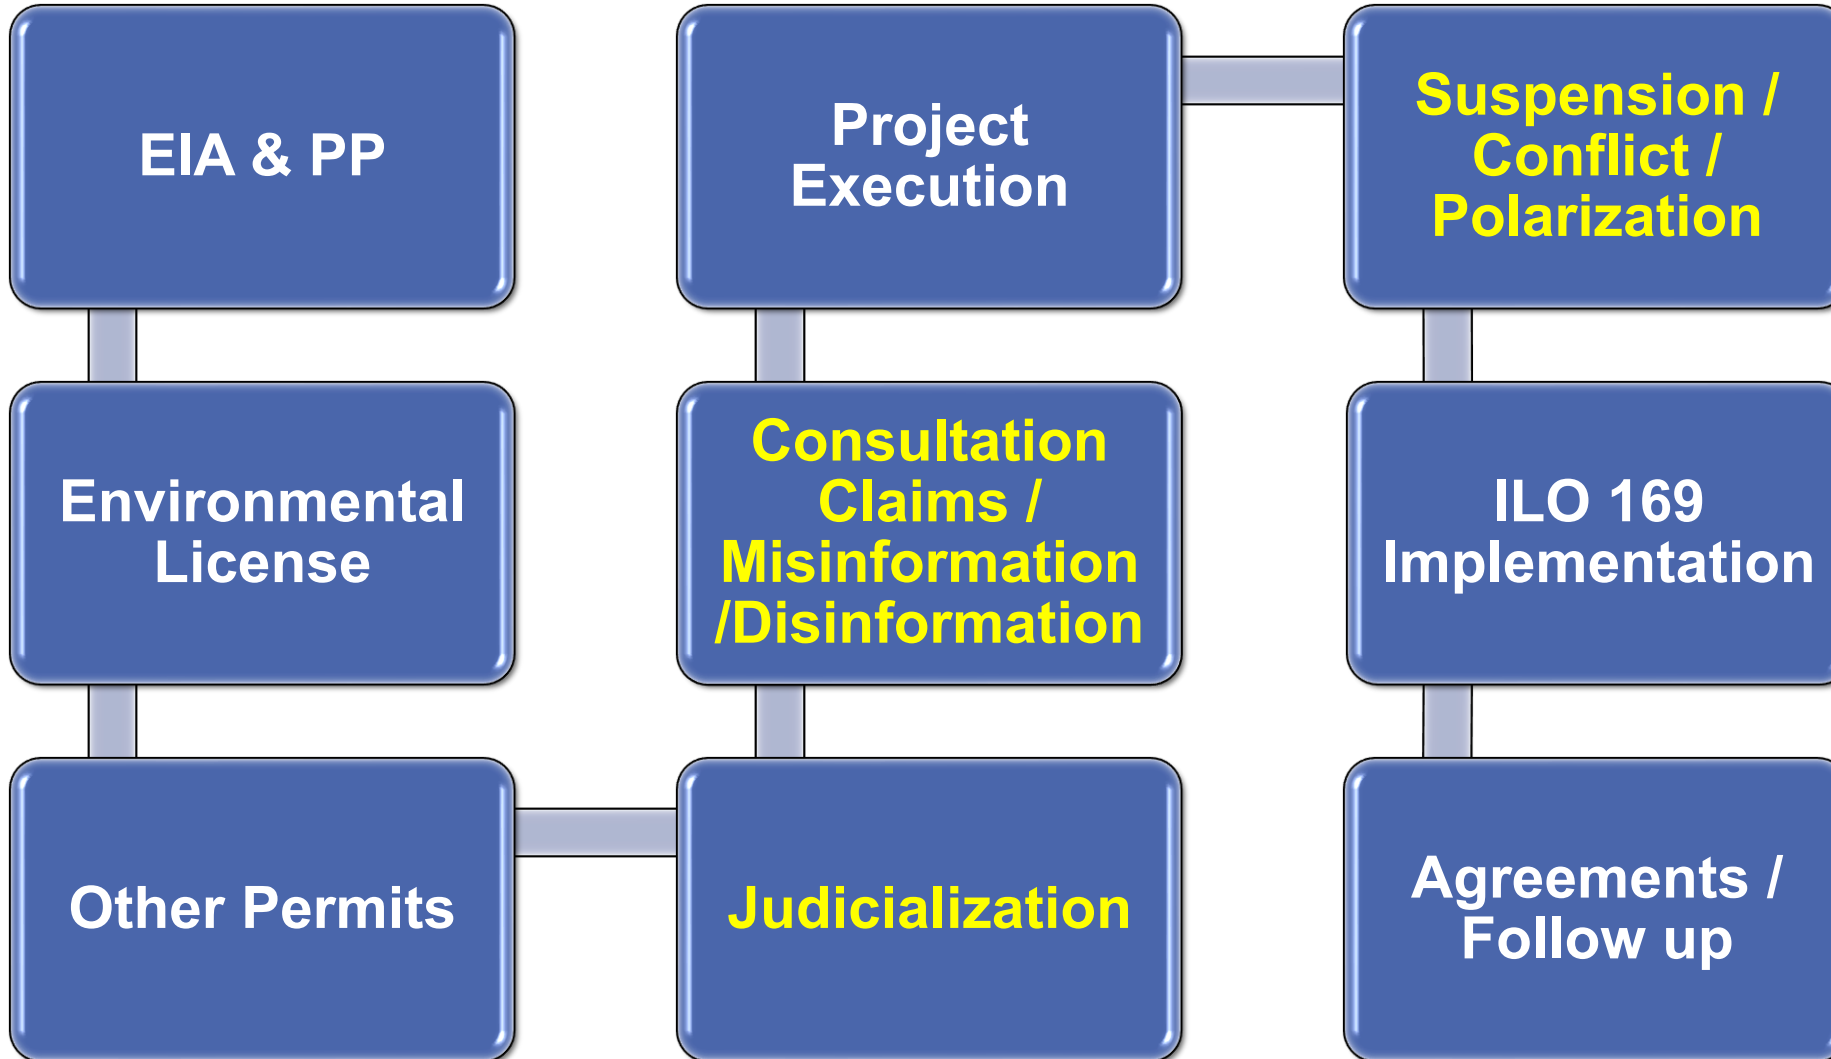 EIA & PP
Environmental
License
Other Permits
Judicialization
Consultation
Claims /
Misinformation
/Disinformation
Project
Execution
Suspension /
Conflict /
Polarization
ILO 169
Implementation
Agreements /
Follow up